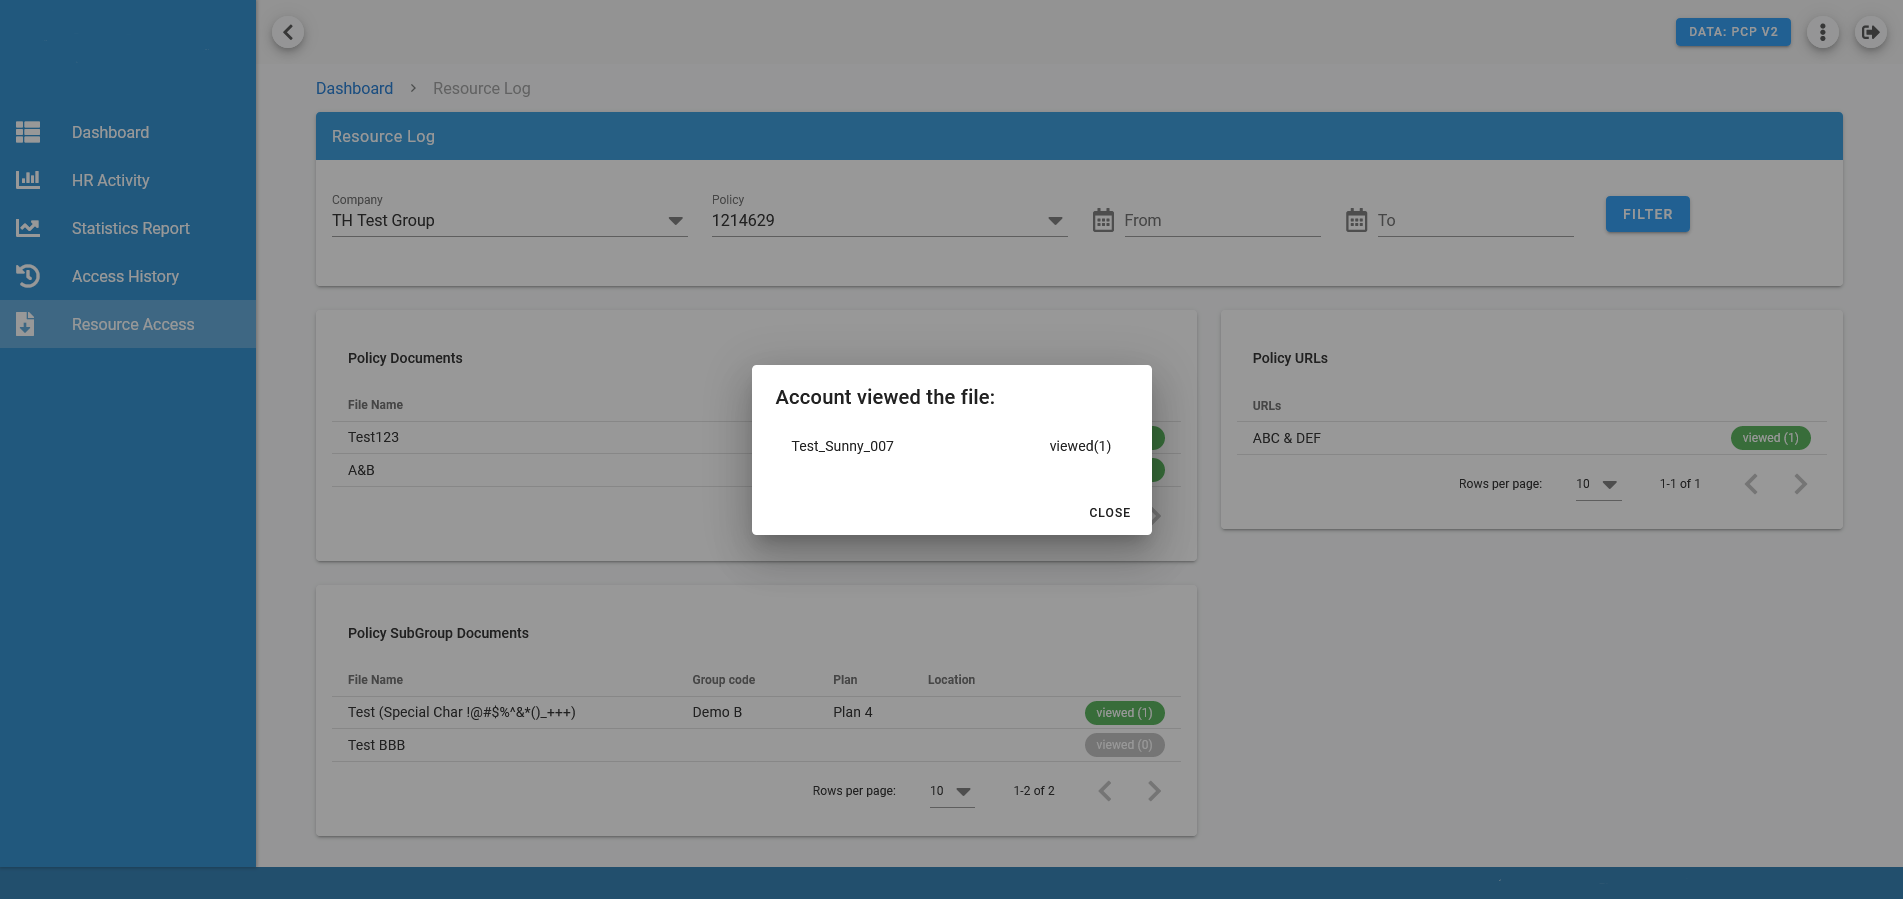 DATA: PCP V2
Dashboard > Resource Log
Dashboard
HR Activity
Statistics Report
Access History
Resource Access
Resource Log
Company
TH Test Group
Policy
1214629
From
To
FILTER
Policy Documents
File Name
Test123
A&B
Policy URLs
URLs
ABC & DEF
viewed (1)
Rows per page:
10
1-1 of 1
Account viewed the file:
Test_Sunny_007
viewed(1)
CLOSE
Policy SubGroup Documents
File Name Group code Plan Location
Test (Special Char !@#$%^&*()_+++) Demo B Plan 4 viewed (1)
Test BBB viewed (0)
Rows per page: 10 1-2 of 2